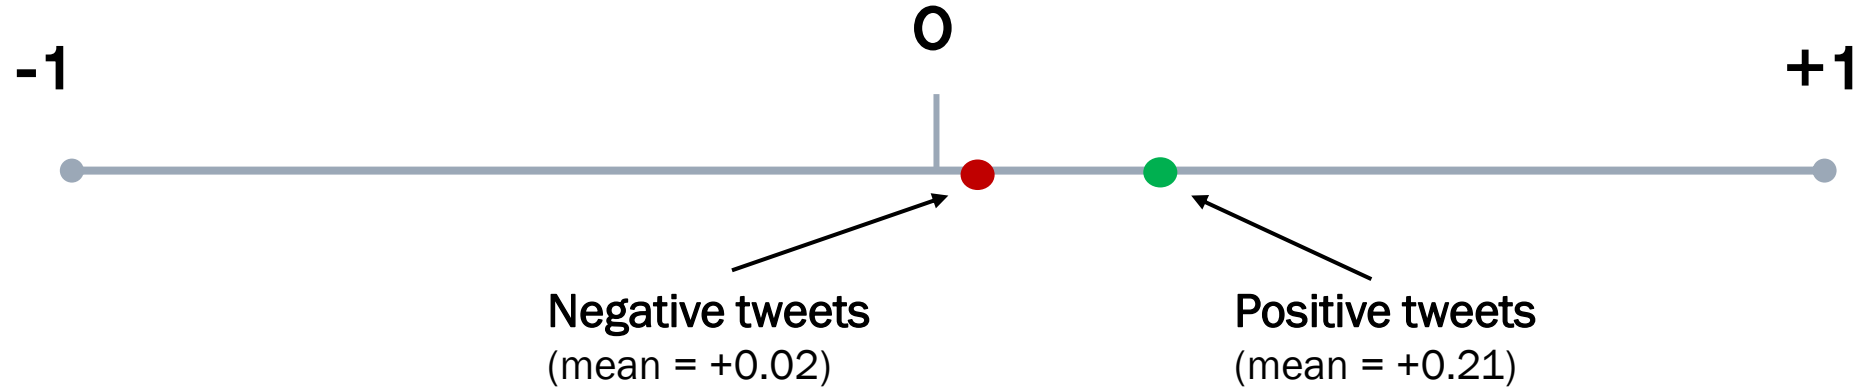 0
-1
+1
Negative tweets
(mean = +0.02)
Positive tweets
(mean = +0.21)